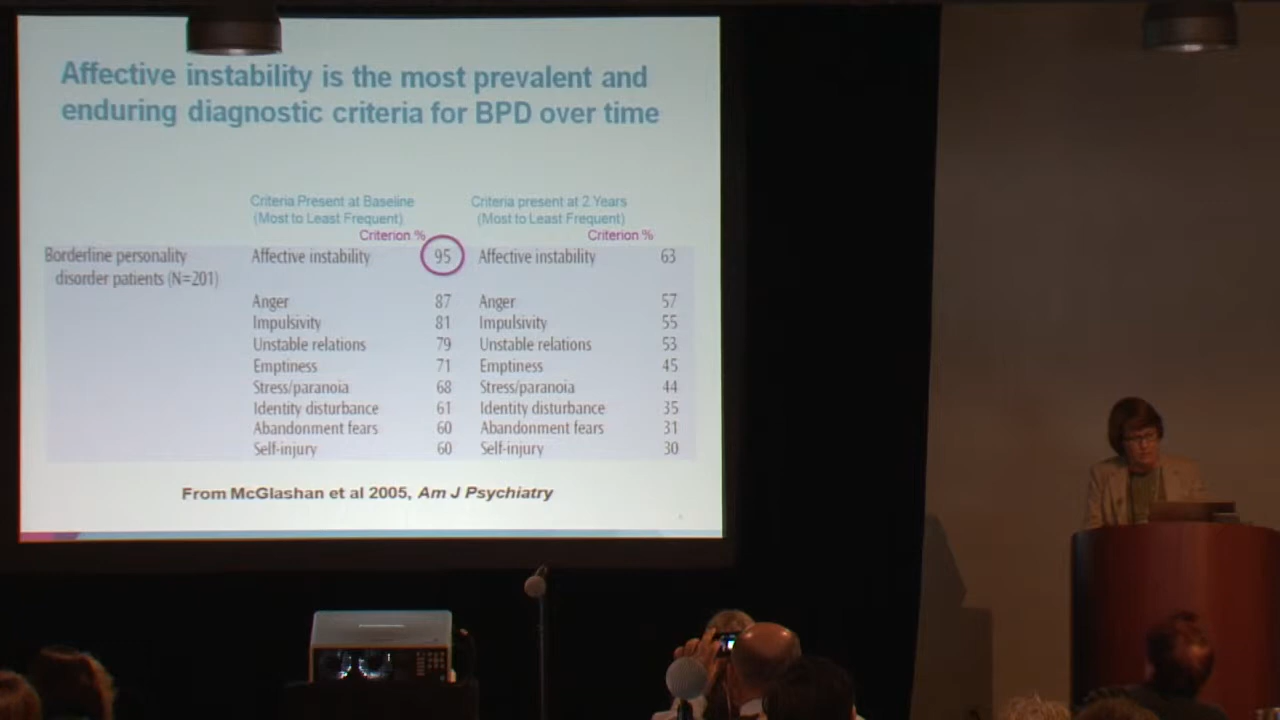 Affective instability is the most prevalent and
enduring diagnostic criteria for BPD over time
Criteria Present at Baseline
(Most to Least Frequent)
Criterion %
Criteria present at 2 Years
(Most to Least Frequent)
Criterion %
Borderline personality
disorder patients (N=201)
Affective instability 95 Affective instability 63
Anger 87 Anger 57
Impulsivity 81 Impulsivity 55
Unstable relations 79 Unstable relations 53
Emptiness 71 Emptiness 45
Stress/paranoia 68 Stress/paranoia 44
Identity disturbance 61 Identity disturbance 35
Abandonment fears 60 Abandonment fears 31
Self-injury 60 Self-injury 30
From McGlashan et al 2005, Am J Psychiatry